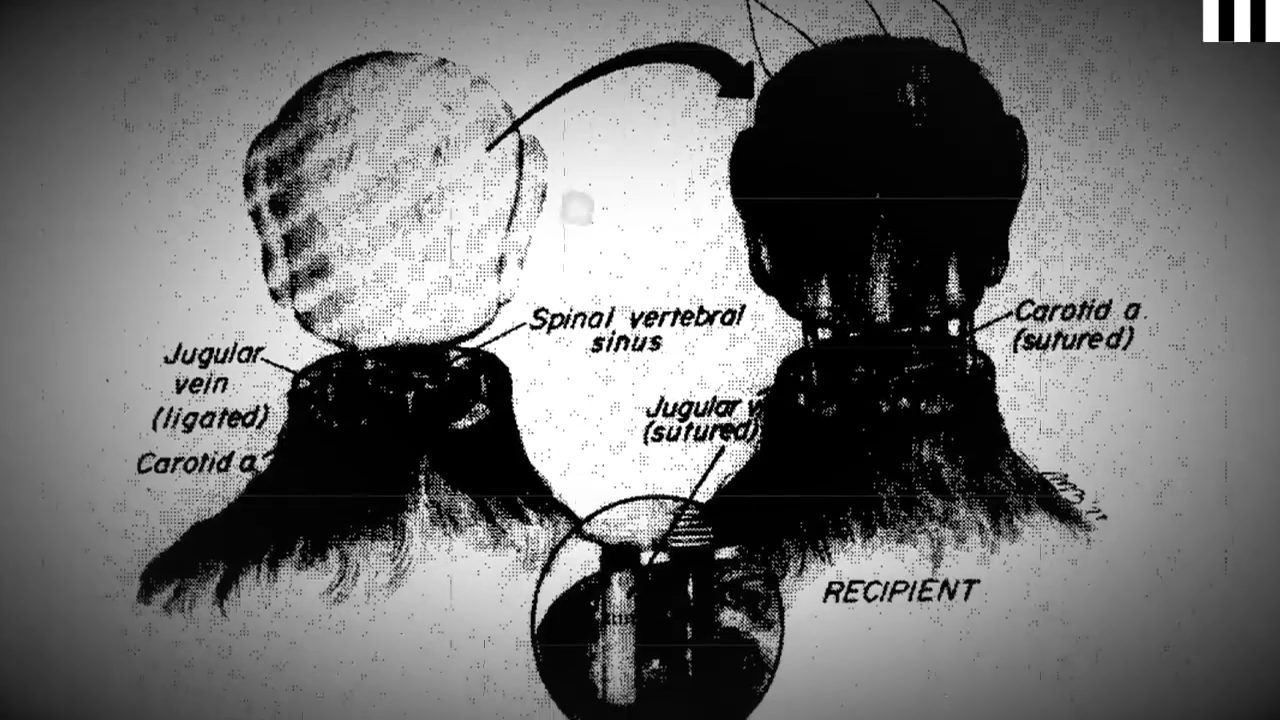 Spinal vertebral
sinus
Jugular
vein
(ligated)
Carotid a
Carotid a.
(sutured)
Jugular v
(sutured)
RECIPIENT